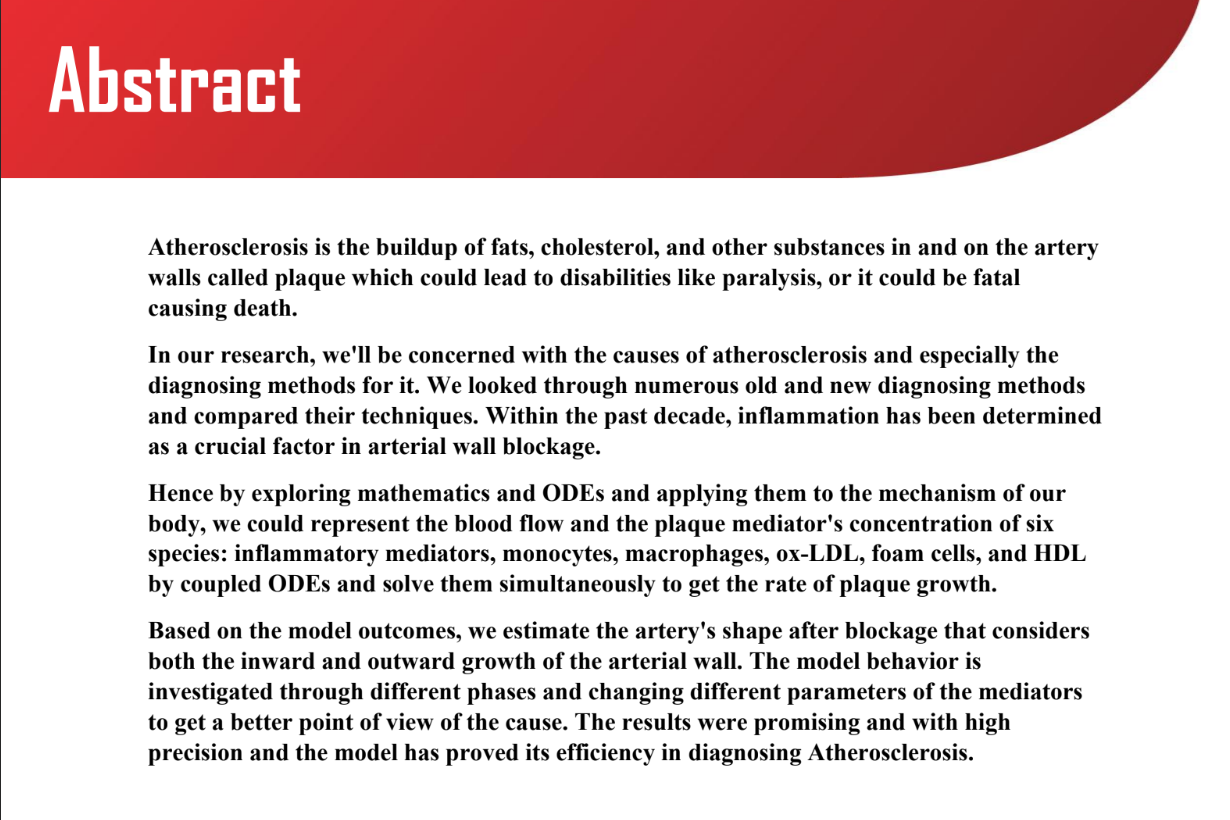 Abstract
Atherosclerosis is the buildup of fats, cholesterol, and other substances in and on the artery
walls called plaque which could lead to disabilities like paralysis, or it could be fatal
causing death.
In our research, we'll be concerned with the causes of atherosclerosis and especially the
diagnosing methods for it. We looked through numerous old and new diagnosing methods
and compared their techniques. Within the past decade, inflammation has been determined
as a crucial factor in arterial wall blockage.
Hence by exploring mathematics and ODEs and applying them to the mechanism of our
body, we could represent the blood flow and the plaque mediator's concentration of six
species: inflammatory mediators, monocytes, macrophages, ox-LDL, foam cells, and HDL
by coupled ODEs and solve them simultaneously to get the rate of plaque growth.
Based on the model outcomes, we estimate the artery's shape after blockage that considers
both the inward and outward growth of the arterial wall. The model behavior is
investigated through different phases and changing different parameters of the mediators
to get a better point of view of the cause. The results were promising and with high
precision and the model has proved its efficiency in diagnosing Atherosclerosis.